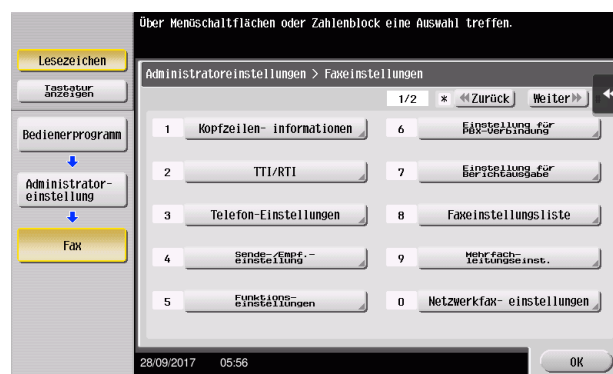 Über Menüschaltflächen oder Zahlenblock eine Auswahl treffen.
Lesezeichen
Tastatur
anzeigen
Bedienerprogramm
Administrator-
einstellung
Fax
Administratoreinstellungen > Faxeinstellungen
1/2 * Zurück Weiter
1 Kopfzeilen- informationen
2 TTI/RTI
3 Telefon-Einstellungen
4 Sende-/Empf.-
einstellung
5 Funktions-
einstellungen
6 Einstellung für
PBX-Verbindung
7 Einstellung für
Berichtausgabe
8 Faxeinstellungsliste
9 Mehrfach-
leitungseinst.
0 Netzwerkfax- einstellungen
28/09/2017 05:56
OK